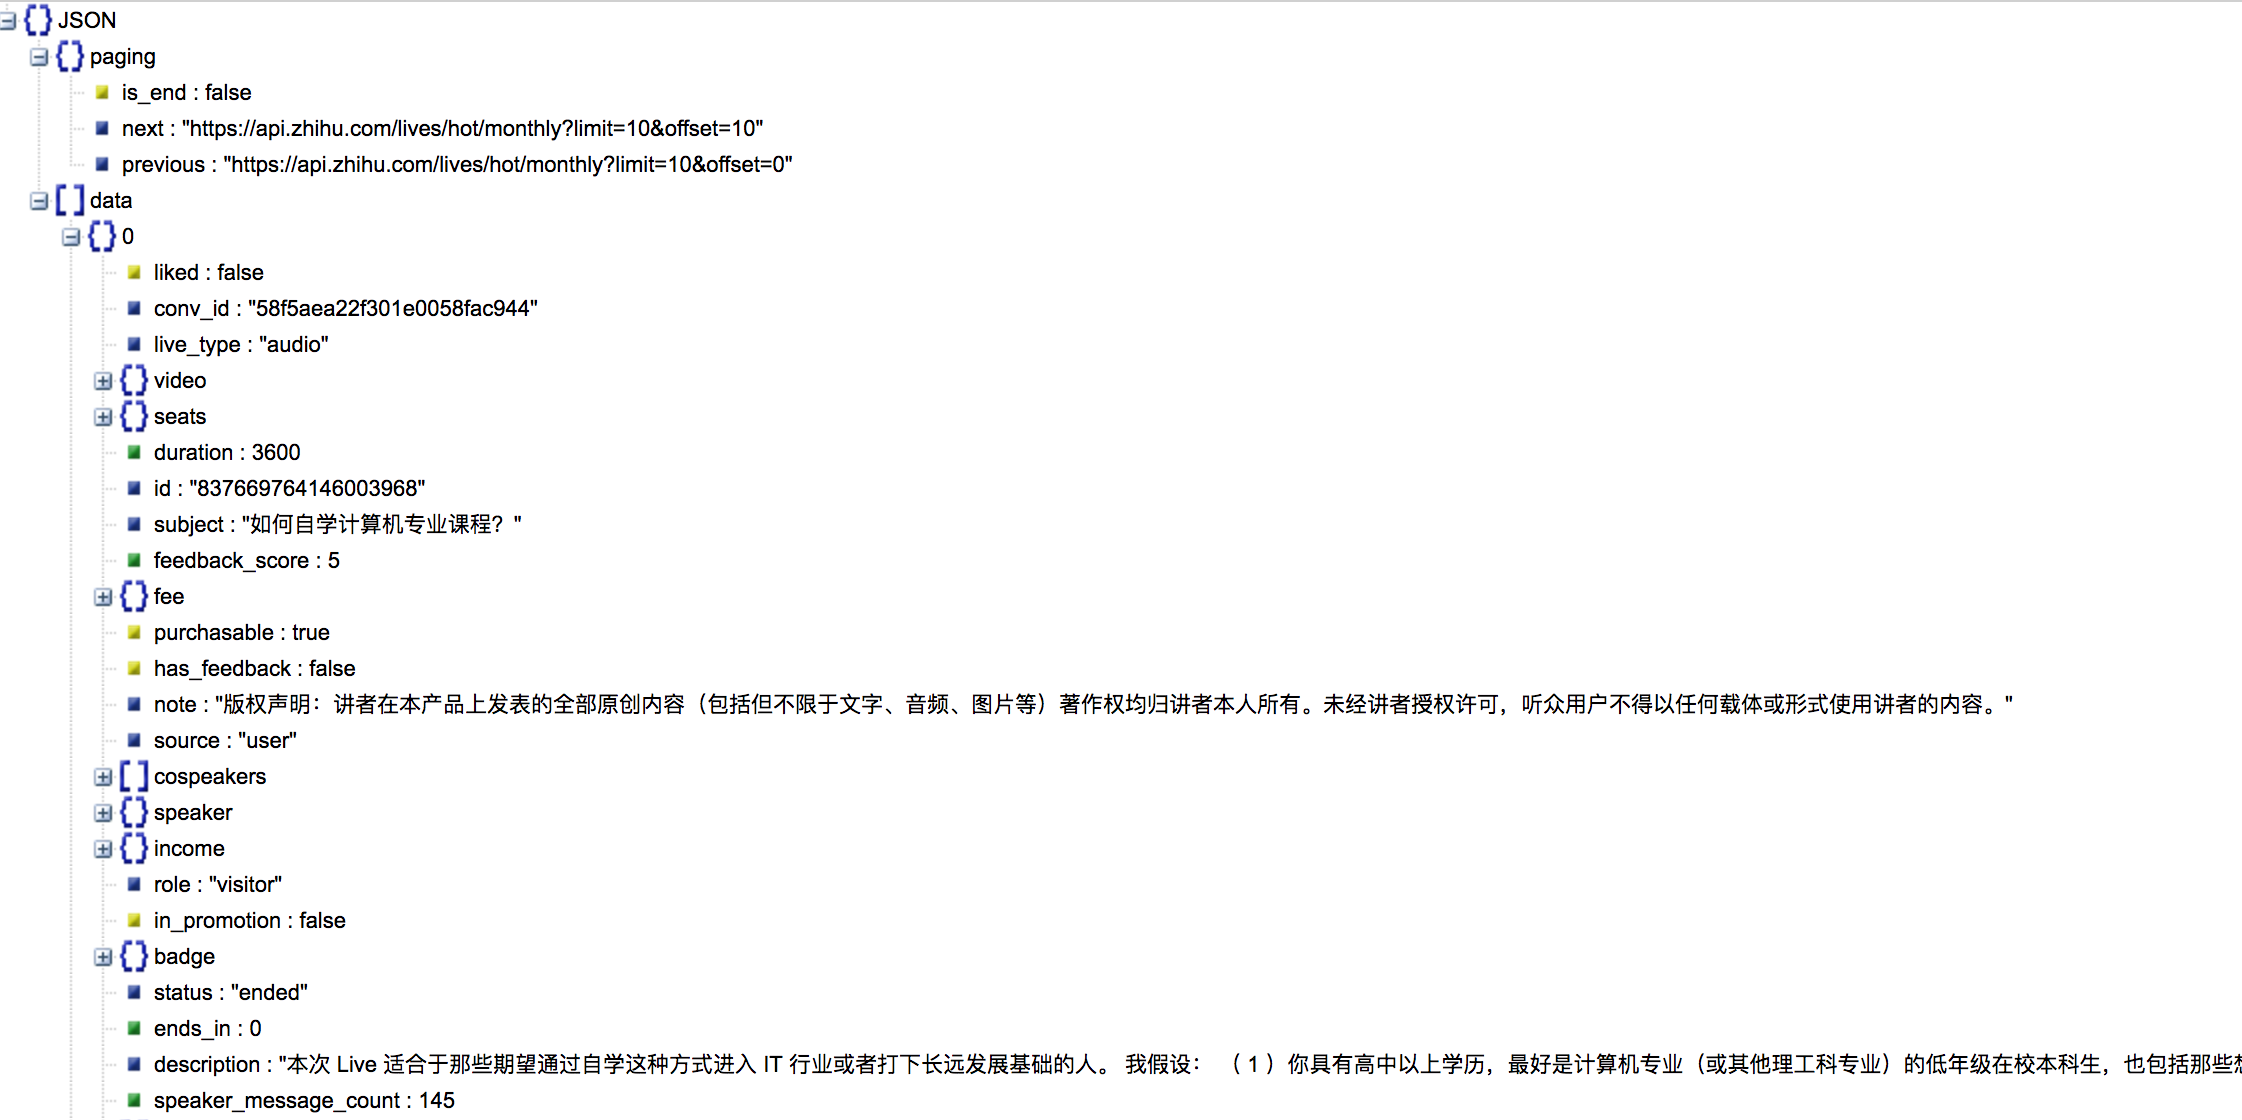 JSON
paging
is_end : false
next : "https://api.zhihu.com/lives/hot/monthly?limit=10&offset=10"
previous : "https://api.zhihu.com/lives/hot/monthly?limit=10&offset=0"
data
0
liked : false
conv_id : "58f5aea22f301e0058fac944"
live_type : "audio"
video
seats
duration : 3600
id : "837669764146003968"
subject : "如何自学计算机专业课程？"
feedback_score : 5
fee
purchasable : true
has_feedback : false
note : "版权声明：讲者在本产品上发表的全部原创内容（包括但不限于文字、音频、图片等）著作权均归讲者本人所有。未经讲者授权许可，听众用户不得以任何载体或形式使用讲者的内容。"
source : "user"
cospeakers
speaker
income
role : "visitor"
in_promotion : false
badge
status : "ended"
ends_in : 0
description : "本次 Live 适合于那些期望通过自学这种方式进入 IT 行业或者打下长远发展基础的人。 我假设： （ 1 ）你具有高中以上学历，最好是计算机专业（或其他理工科专业）的低年级在校本科生，也包括那些想
speaker_message_count : 145